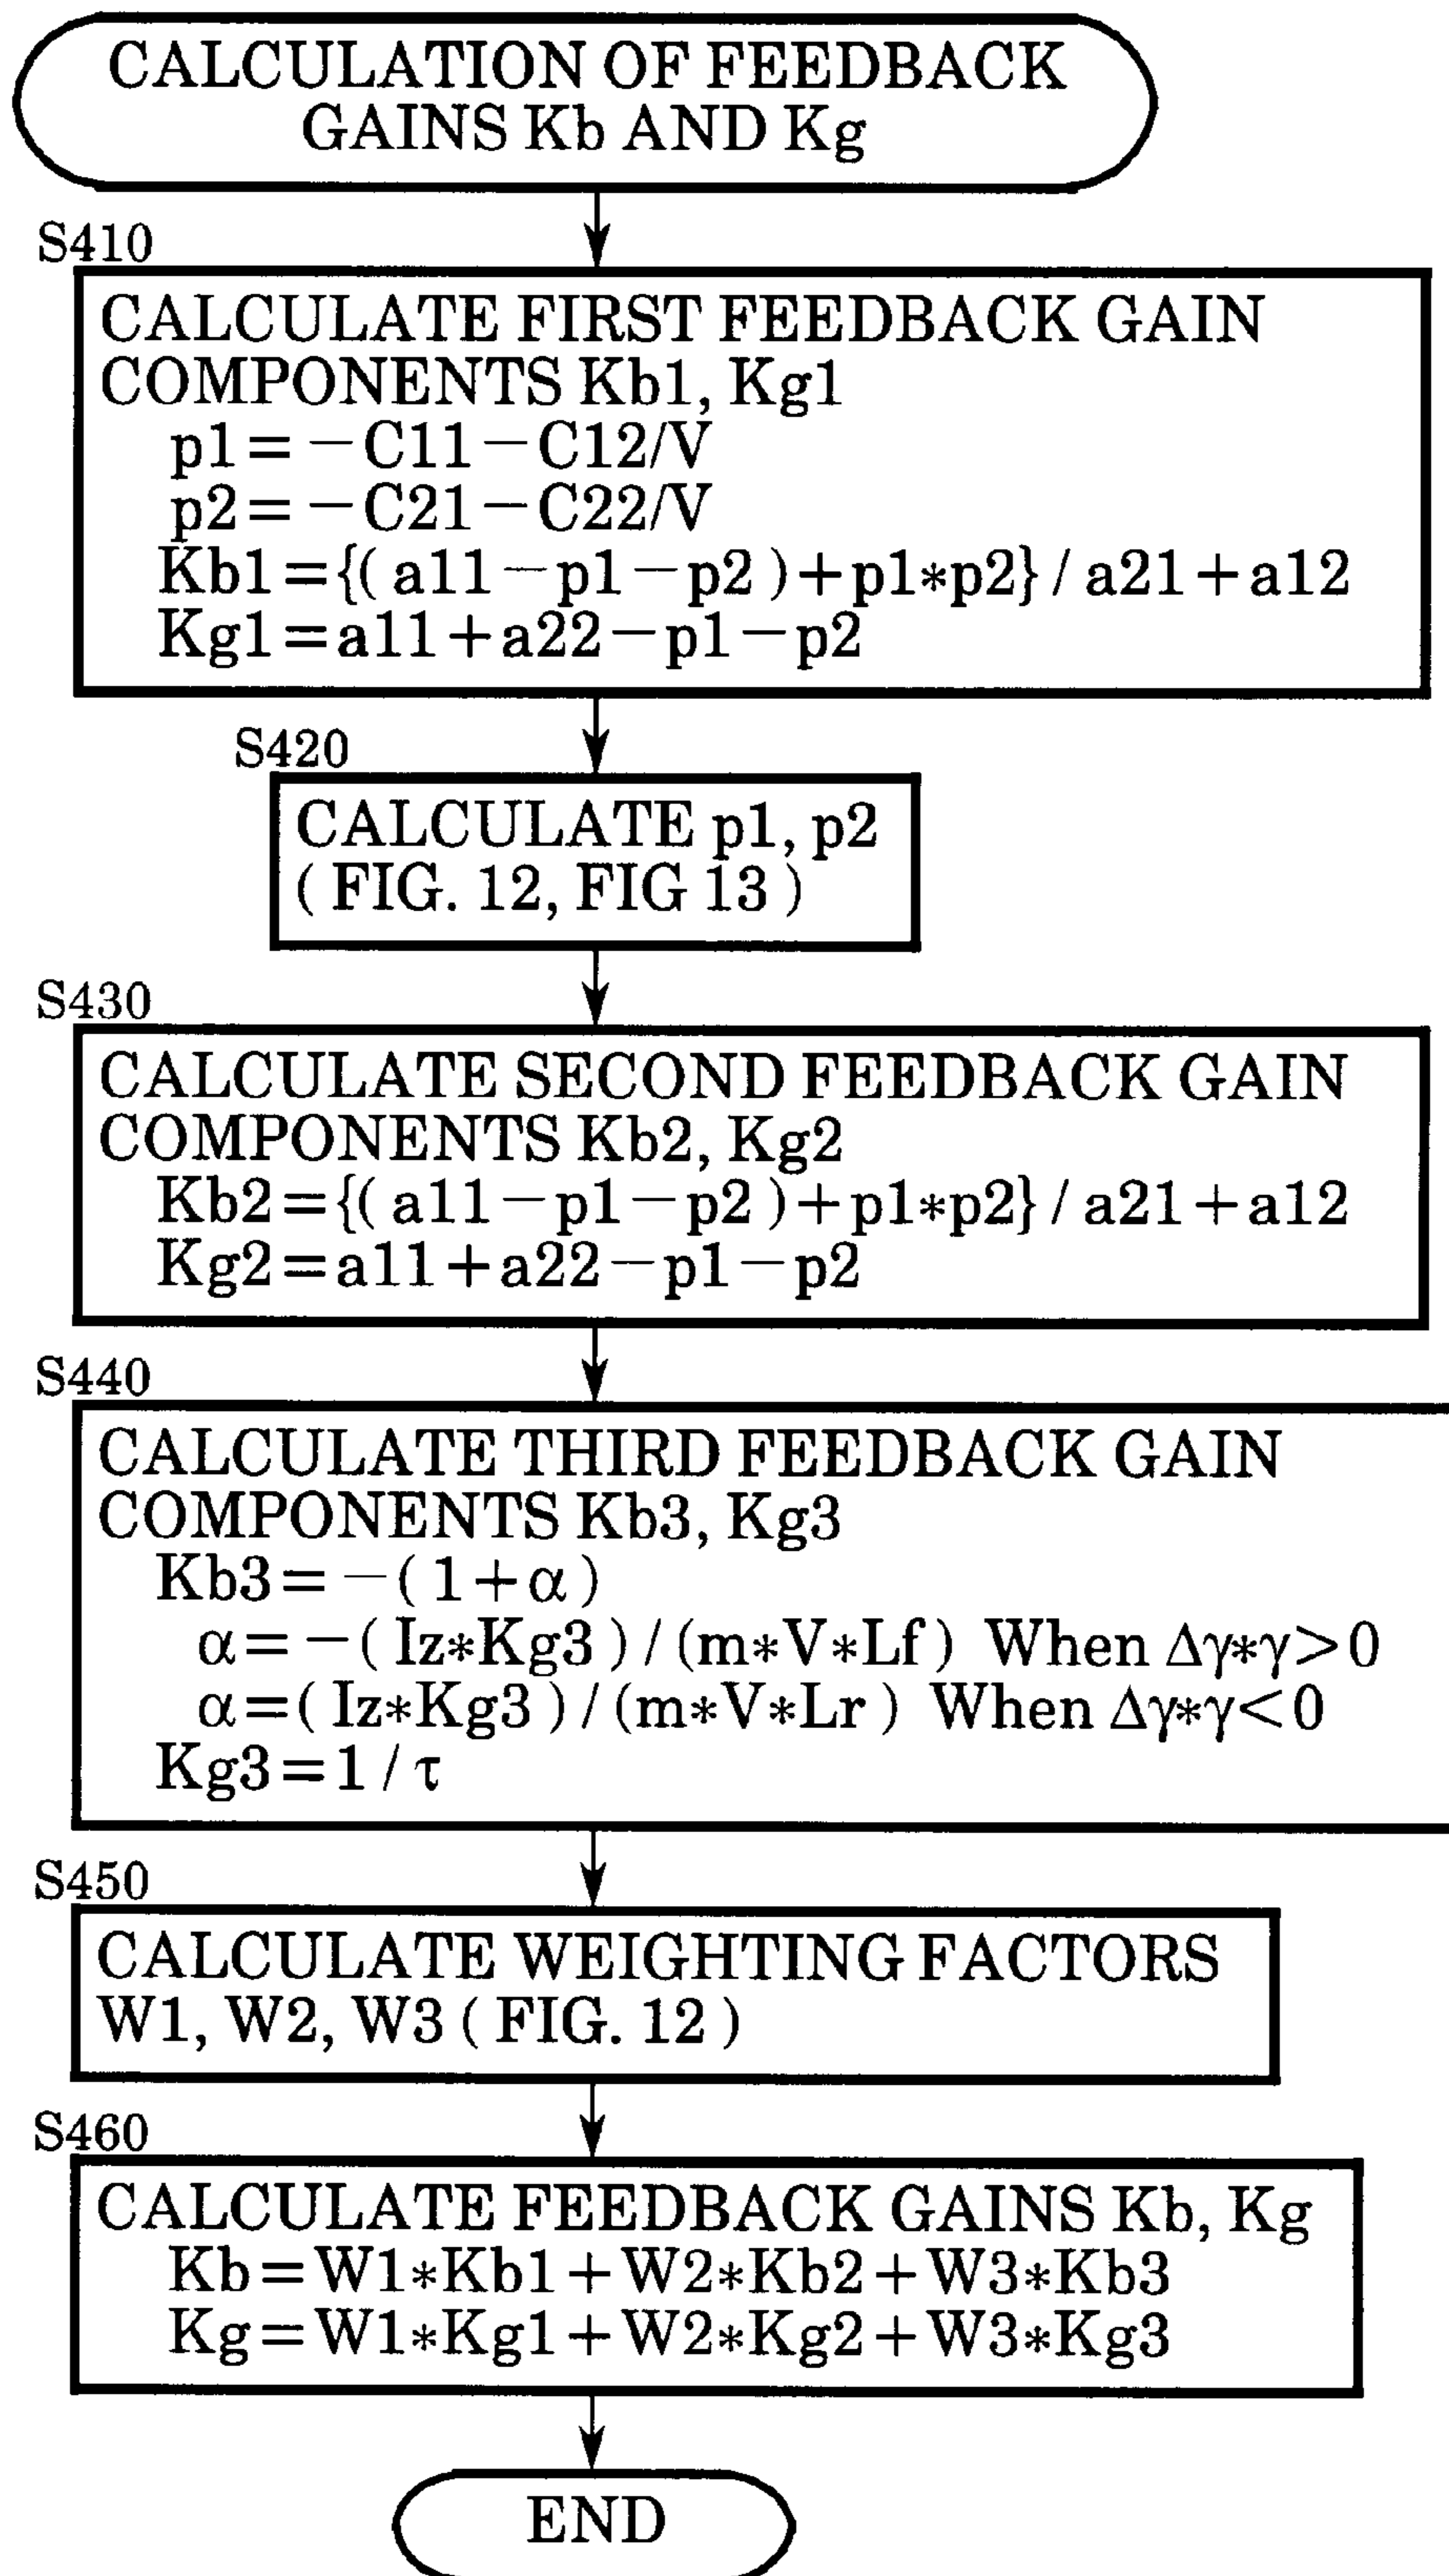 CALCULATION OF FEEDBACK
GAINS Kb AND Kg
S410
CALCULATE FIRST FEEDBACK GAIN
COMPONENTS Kb1, Kg1
p1=-C11-C12/V
p2=-C21-C22/V
Kb1={(a11-p1-p2)+p1*p2}/a21+a12
Kg1=a11+a22-p1-p2
S420
CALCULATE p1, p2
(FIG. 12, FIG 13)
S430
CALCULATE SECOND FEEDBACK GAIN
COMPONENTS Kb2, Kg2
Kb2={(a11-p1-p2)+p1*p2}/a21+a12
Kg2=a11+a22-p1-p2
S440
CALCULATE THIRD FEEDBACK GAIN
COMPONENTS Kb3, Kg3
Kb3=-(1+α)
α=-(Iz*Kg3)/(m*V*Lf) When Δγ*γ>0
α=(Iz*Kg3)/(m*V*Lr) When Δγ*γ<0
Kg3=1/τ
S450
CALCULATE WEIGHTING FACTORS
W1, W2, W3 (FIG. 12)
S460
CALCULATE FEEDBACK GAINS Kb, Kg
Kb=W1*Kb1+W2*Kb2+W3*Kb3
Kg=W1*Kg1+W2*Kg2+W3*Kg3
END